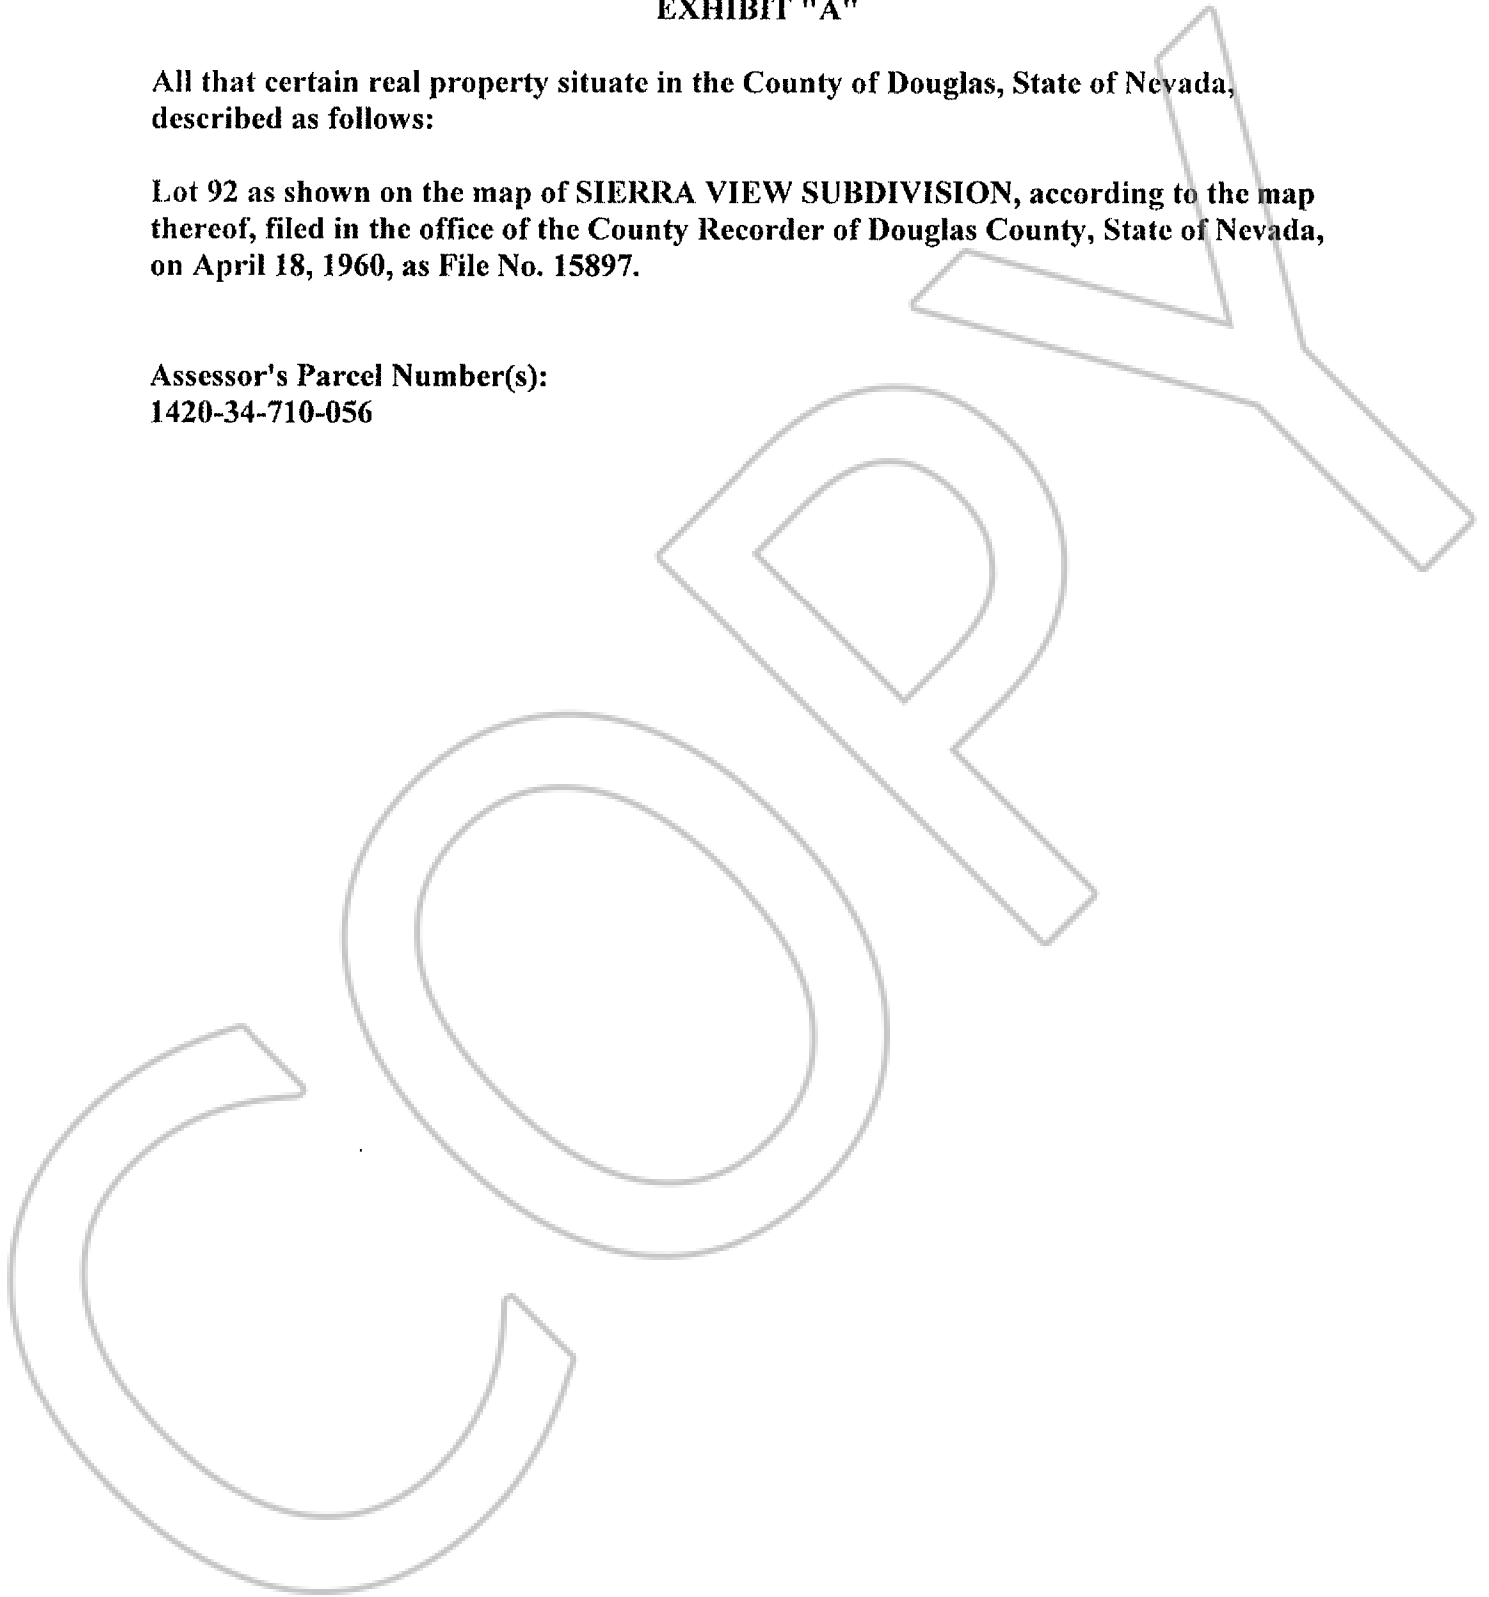 EXHIBIT "A"
All that certain real property situate in the County of Douglas, State of Nevada,
described as follows:
Lot 92 as shown on the map of SIERRA VIEW SUBDIVISION, according to the map
thereof, filed in the office of the County Recorder of Douglas County, State of Nevada,
on April 18, 1960, as File No. 15897.
Assessor's Parcel Number(s):
1420-34-710-056
COPY